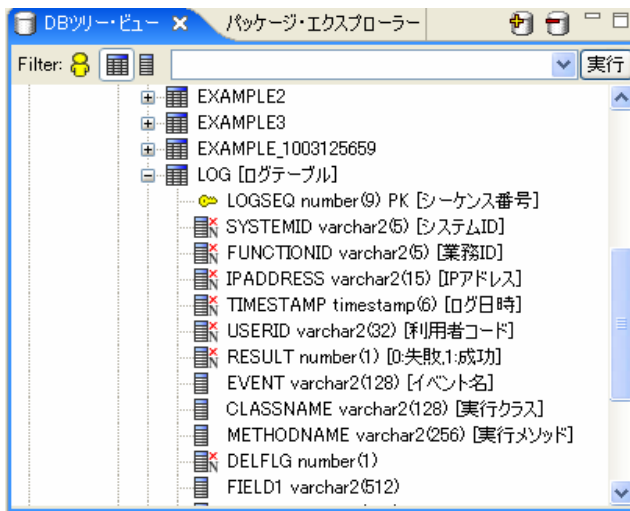 DBツリー・ビュー パッケージ・エクスプローラー
Filter: 実行
EXAMPLE2
EXAMPLE3
EXAMPLE_1003125659
LOG [ログテーブル]
LOGSEQ number(9) PK [シーケンス番号]
SYSTEMID varchar2(5) [システムID]
FUNCTIONID varchar2(5) [業務ID]
IPADDRESS varchar2(15) [IPアドレス]
TIMESTAMP timestamp(6) [ログ日時]
USERID varchar2(32) [利用者コード]
RESULT number(1) [0:失敗,1:成功]
EVENT varchar2(128) [イベント名]
CLASSNAME varchar2(128) [実行クラス]
METHODNAME varchar2(256) [実行メソッド]
DELFLG number(1)
FIELD1 varchar2(512)